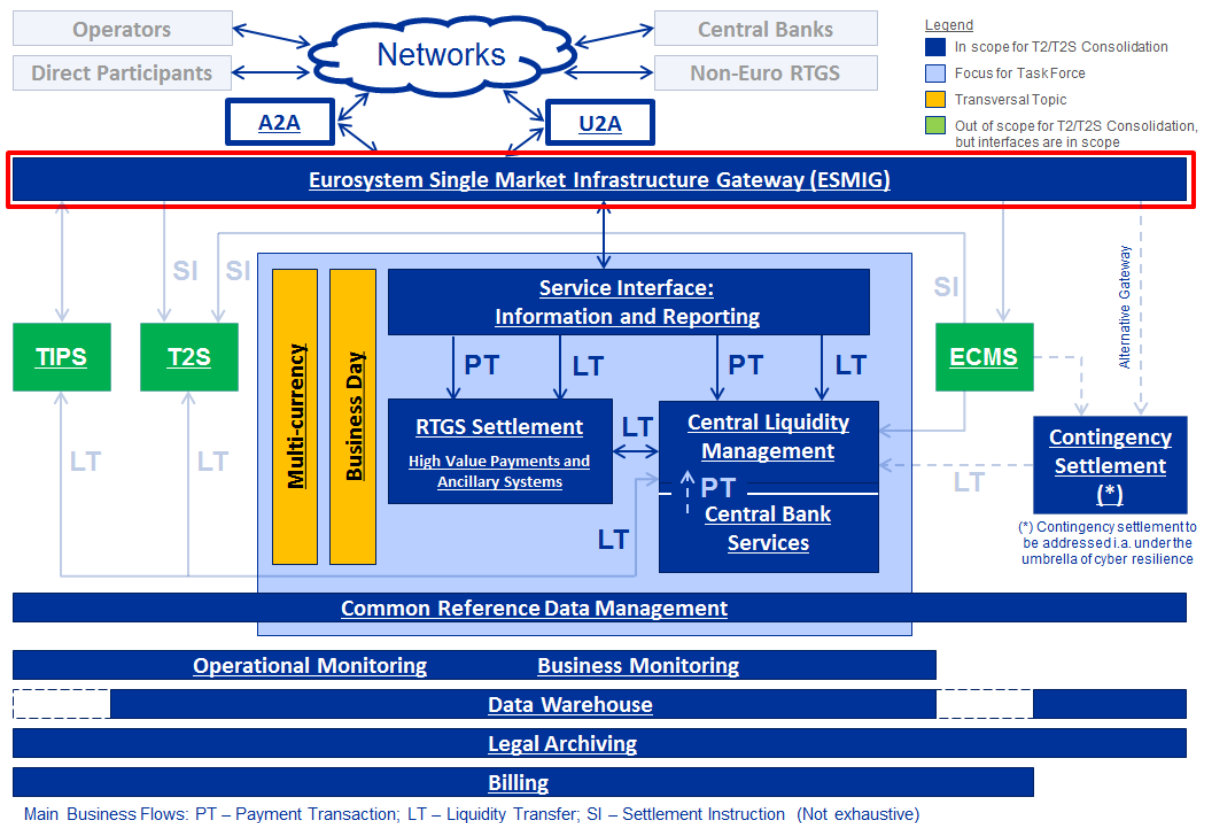 Operators
Direct Participants
Networks
Central Banks
Non-Euro RTGS
Legend
In scope for T2/T2S Consolidation
Focus for Task Force
Transversal Topic
Out of scope for T2/T2S Consolidation,
but interfaces are in scope
A2A
U2A
Eurosystem Single Market Infrastructure Gateway (ESMIG)
SI
SI
SI
Alternative Gateway
Multi-currency
Business Day
Service Interface:
Information and Reporting
TIPS
T2S
ECMS
PT
LT
PT
LT
RTGS Settlement
High Value Payments and
Ancillary Systems
LT
Central Liquidity
Management
PT
Central Bank
Services
LT
LT
LT
LT
Contingency
Settlement
(*)
(*) Contingency settlement to
be addressed i.a. under the
umbrella of cyber resilience
Common Reference Data Management
Operational Monitoring
Business Monitoring
Data Warehouse
Legal Archiving
Billing
Main Business Flows: PT – Payment Transaction; LT – Liquidity Transfer; SI – Settlement Instruction (Not exhaustive)